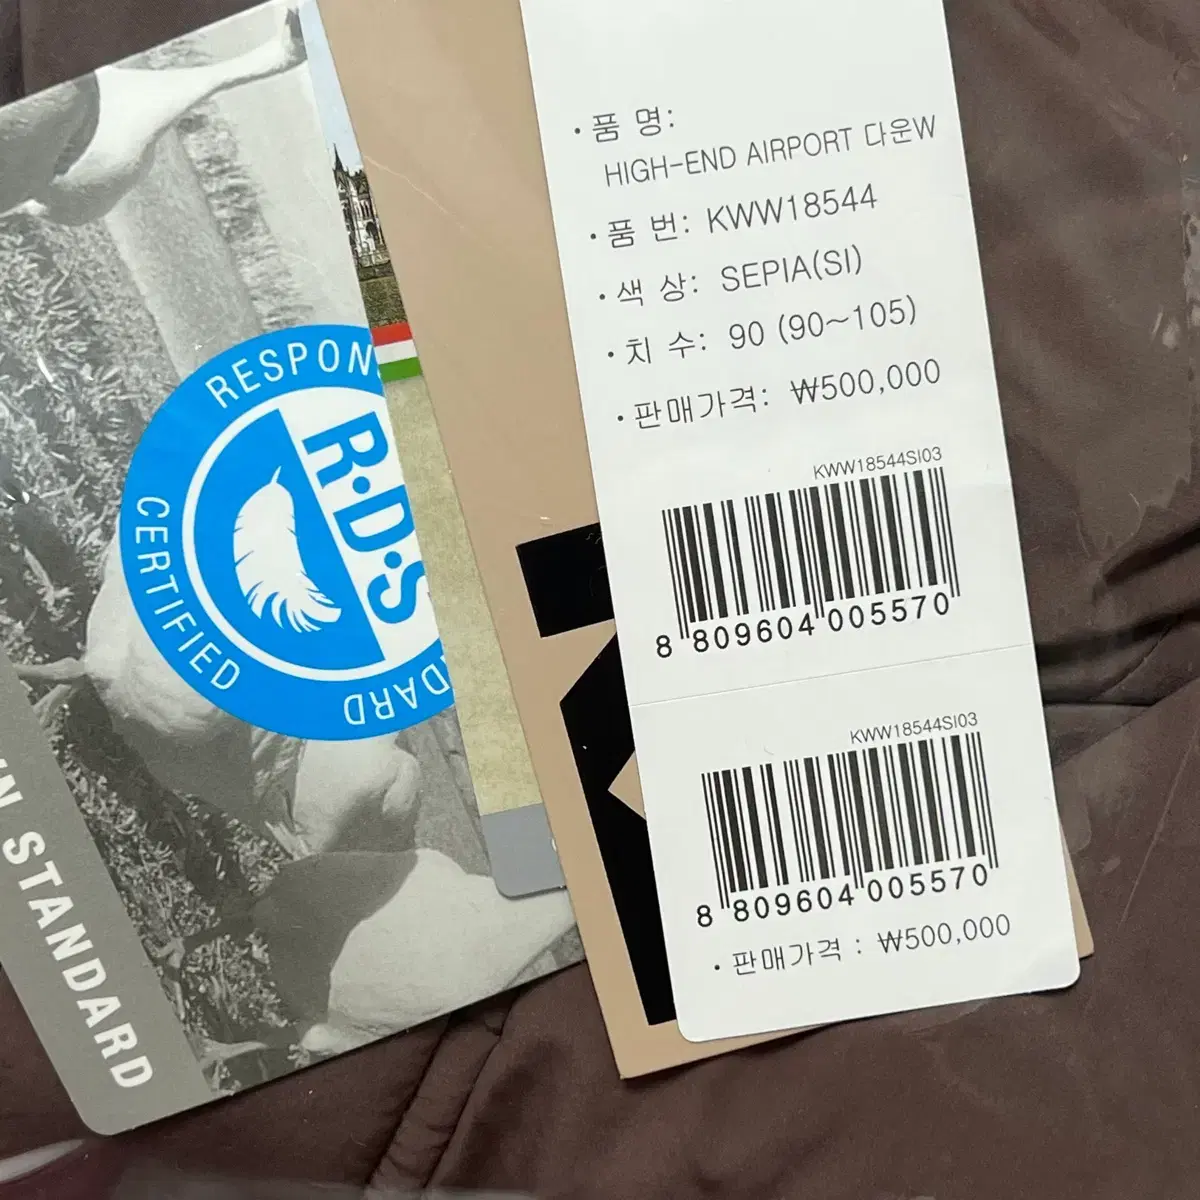 · 품 명:
HIGH-END AIRPORT 다운W
· 품 번: KWW18544
· 색 상: SEPIA(SI)
· 치 수: 90 (90~105)
· 판매가격: ₩500,000
KWW18544SI03
8 809604 005570
KWW18544SI03
8 809604 005570
· 판매가격 : ₩500,000
RESPON
R·D·S
CERTIFIED
DARD
N STANDARD